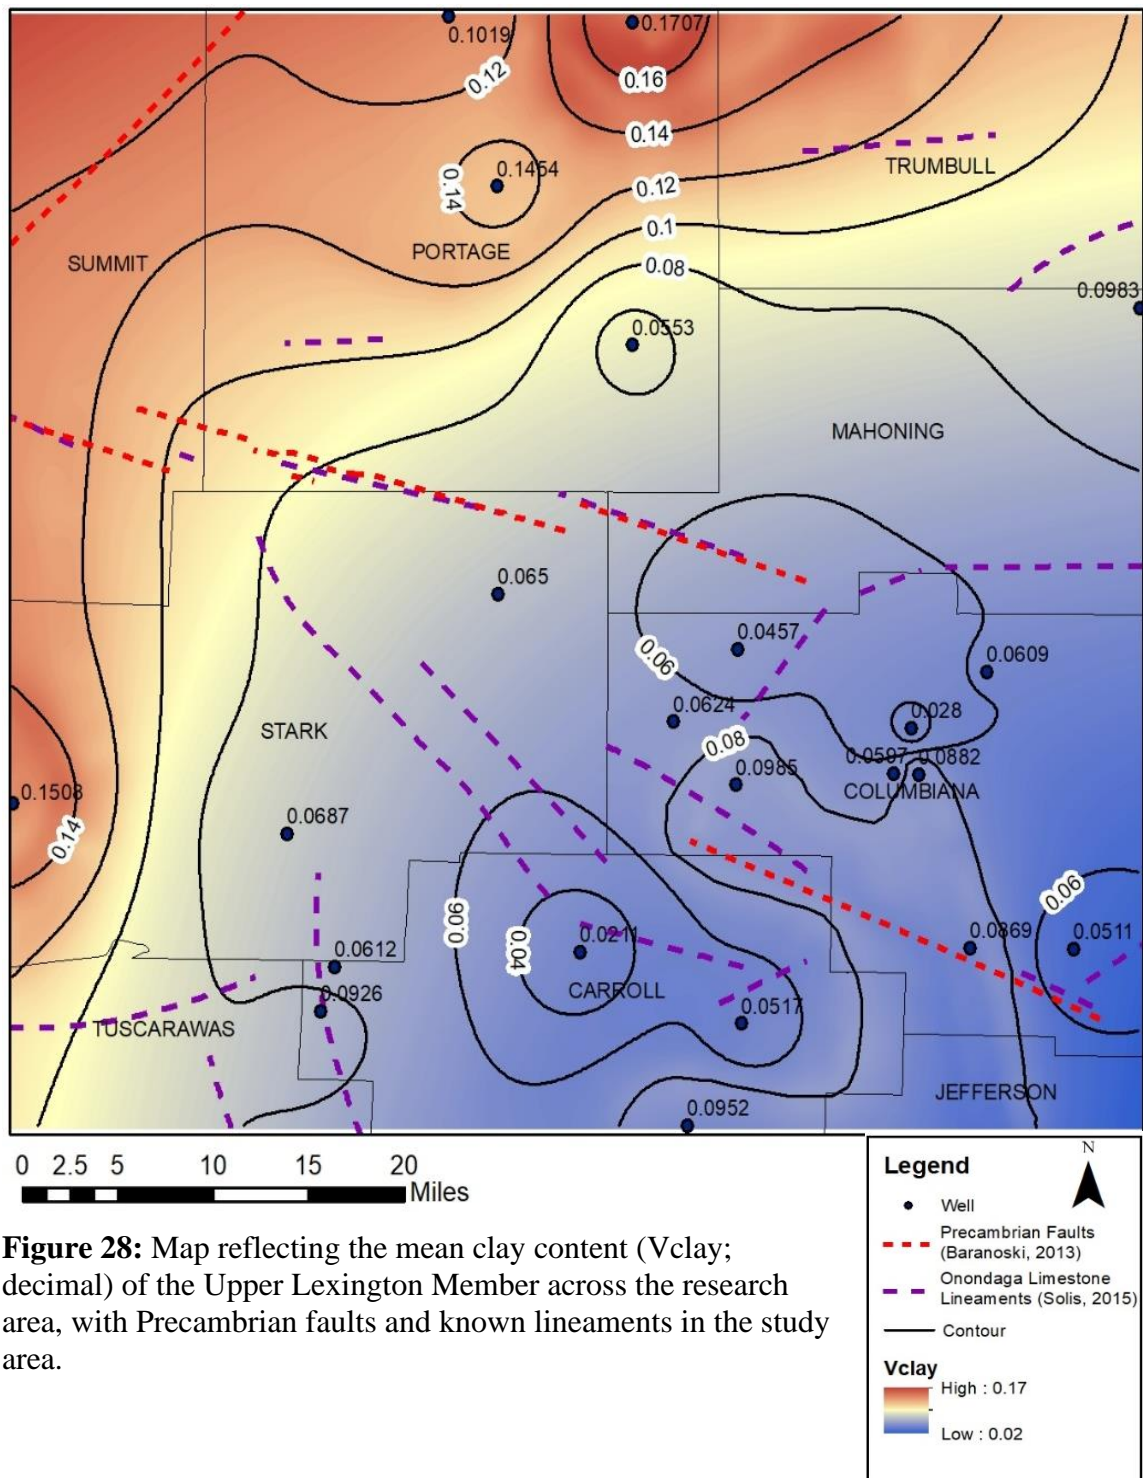 0.1019
0.1707
0.12
0.16
0.14
TRUMBULL
0.1454
0.14
0.12
0.1
PORTAGE
SUMMIT
0.08
0.0983
0.0553
MAHONING
0.065
0.0457
0.06
0.0609
0.0624
0.028
STARK
0.08
0.0597
0.0882
0.0985
COLUMBIANA
0.1508
0.0687
0.14
0.06
0.06
0.04
0.0211
0.0869
0.0511
0.0612
CARROLL
0.0926
0.0517
TUSCARAWAS
JEFFERSON
0.0952
0 2.5 5 10 15 20
Miles
Figure 28: Map reflecting the mean clay content (Vclay;
decimal) of the Upper Lexington Member across the research
area, with Precambrian faults and known lineaments in the study
area.
Legend
N
Well
Precambrian Faults
(Baranoski, 2013)
Onondaga Limestone
Lineaments (Solis, 2015)
Contour
Vclay
High : 0.17
Low : 0.02